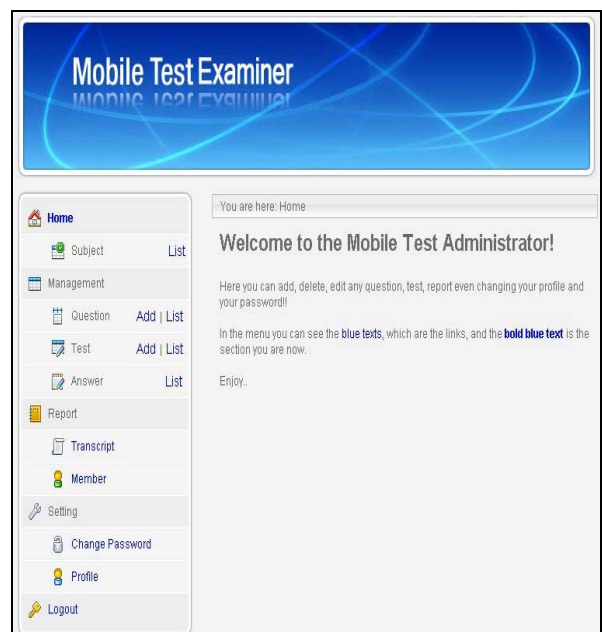 Mobile Test Examiner
You are here: Home
Home
Subject List
Management
Question Add | List
Test Add | List
Answer List
Report
Transcript
Member
Setting
Change Password
Profile
Logout
Welcome to the Mobile Test Administrator!
Here you can add, delete, edit any question, test, report even changing your profile and
your password!!
In the menu you can see the blue texts, which are the links, and the bold blue text is the
section you are now.
Enjoy..